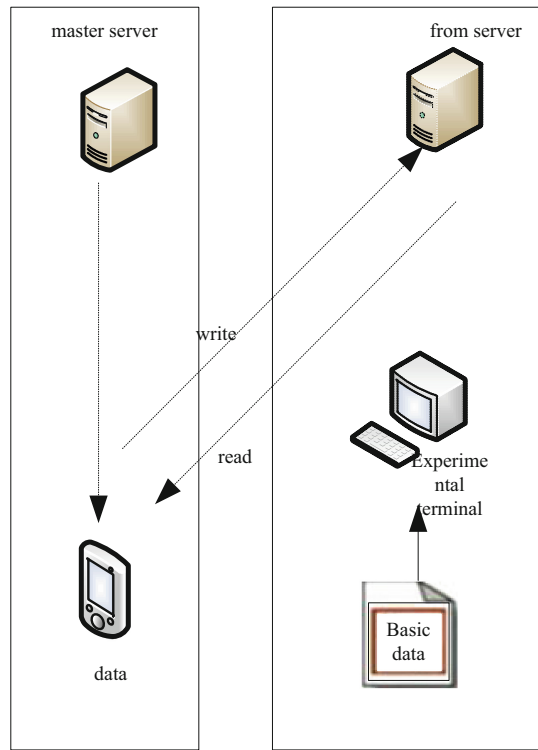 master server
from server
write
read
Experime
ntal
terminal
Basic
data
data